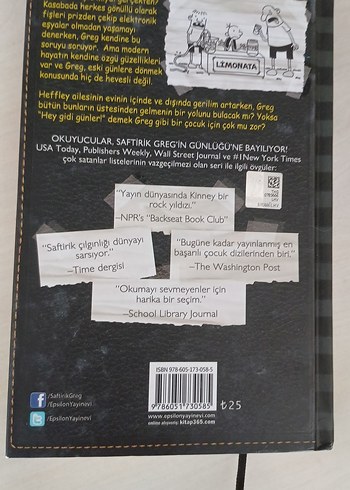 Kasabada herkes gönüllü olarak
fişleri prizden çekip elektronik
eşyalar olmadan yaşamayı
denerken, Greg kendine bu
soruyu soruyor. Ama modern
hayatın kendine özgü güzellikleri
var ve Greg, eski günlere dönmek
konusunda hiç de hevesli değil.
LİMONATA
Heffley ailesinin evinin içinde ve dışında gerilim artarken, Greg
bütün bunların üstesinden gelmenin bir yolunu bulacak mı? Yoksa
"Hey gidi günler!" demek Greg gibi bir çocuk için çok mu zor?
OKUYUCULAR, SAFTİRİK GREG'İN GÜNLÜĞÜ'NE BAYILIYOR!
USA Today, Publishers Weekly, Wall Street Journal ve #1 New York Times
çok satanlar listelerinin vazgeçilmezi olan seri ile ilgili övgüler:
"Yayın dünyasında Kinney bir
rock yıldızı."
–NPR's "Backseat Book Club"
"Saftirik çılgınlığı dünyayı
sarsıyor."
–Time dergisi
"Bugüne kadar yayınlanmış en
başarılı çocuk dizilerinden biri."
–The Washington Post
"Okumayı sevmeyenler için
harika bir seçim."
–School Library Journal
ISBN 978-605-173-058-5
9 786051 730585
₺25
/SaftirikGreg
/EpsilonYayinevi
/EpsilonYayinevi
www.epsilonyayinevi.com
online alışveriş: kitap365.com